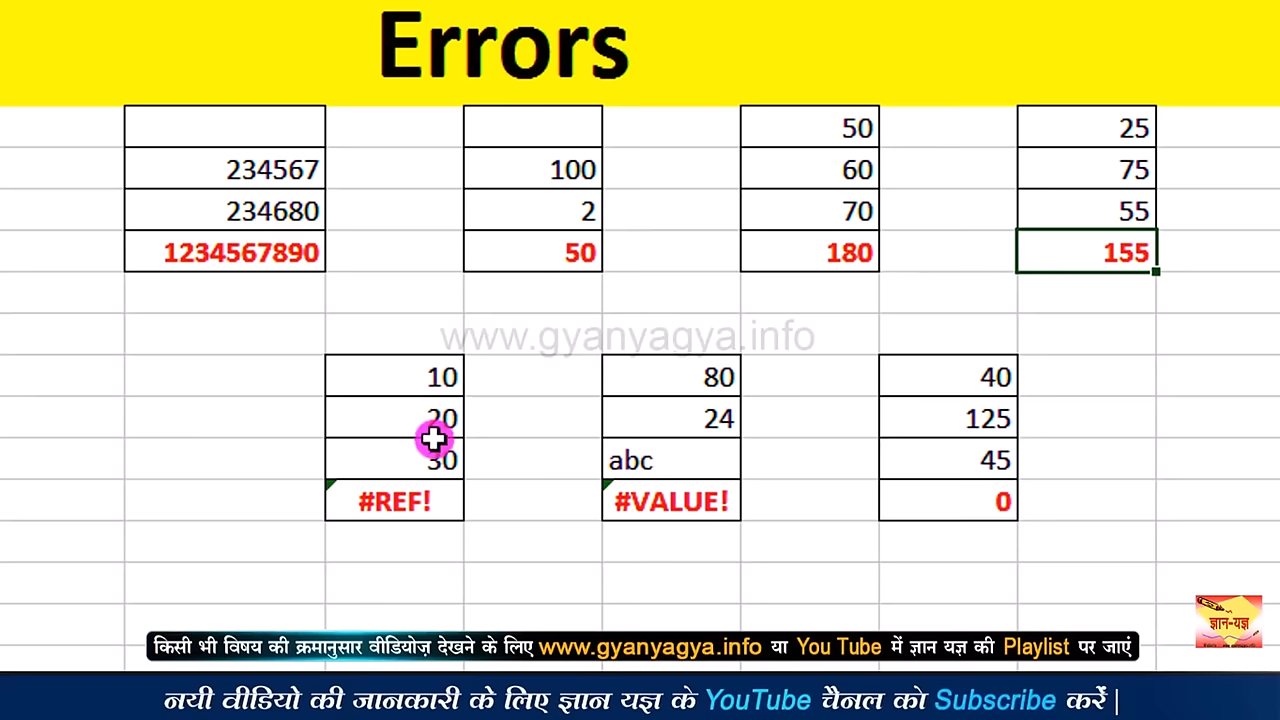 Errors
50 25
234567 100 60 75
234680 2 70 55
1234567890 50 180 155
www.gyanyagya.info
10 80 40
20 24 125
30 abc 45
#REF! #VALUE! 0
ज्ञान-यज्ञ
किसी भी विषय की क्रमानुसार वीडियोज़ देखने के लिए www.gyanyagya.info या You Tube में ज्ञान यज्ञ की Playlist पर जाएं
नयी वीडियो की जानकारी के लिए ज्ञान यज्ञ के YouTube चैनल को Subscribe करें |